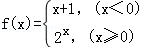 f(x)={x+1, (x<0)
2^x, (x≥0)